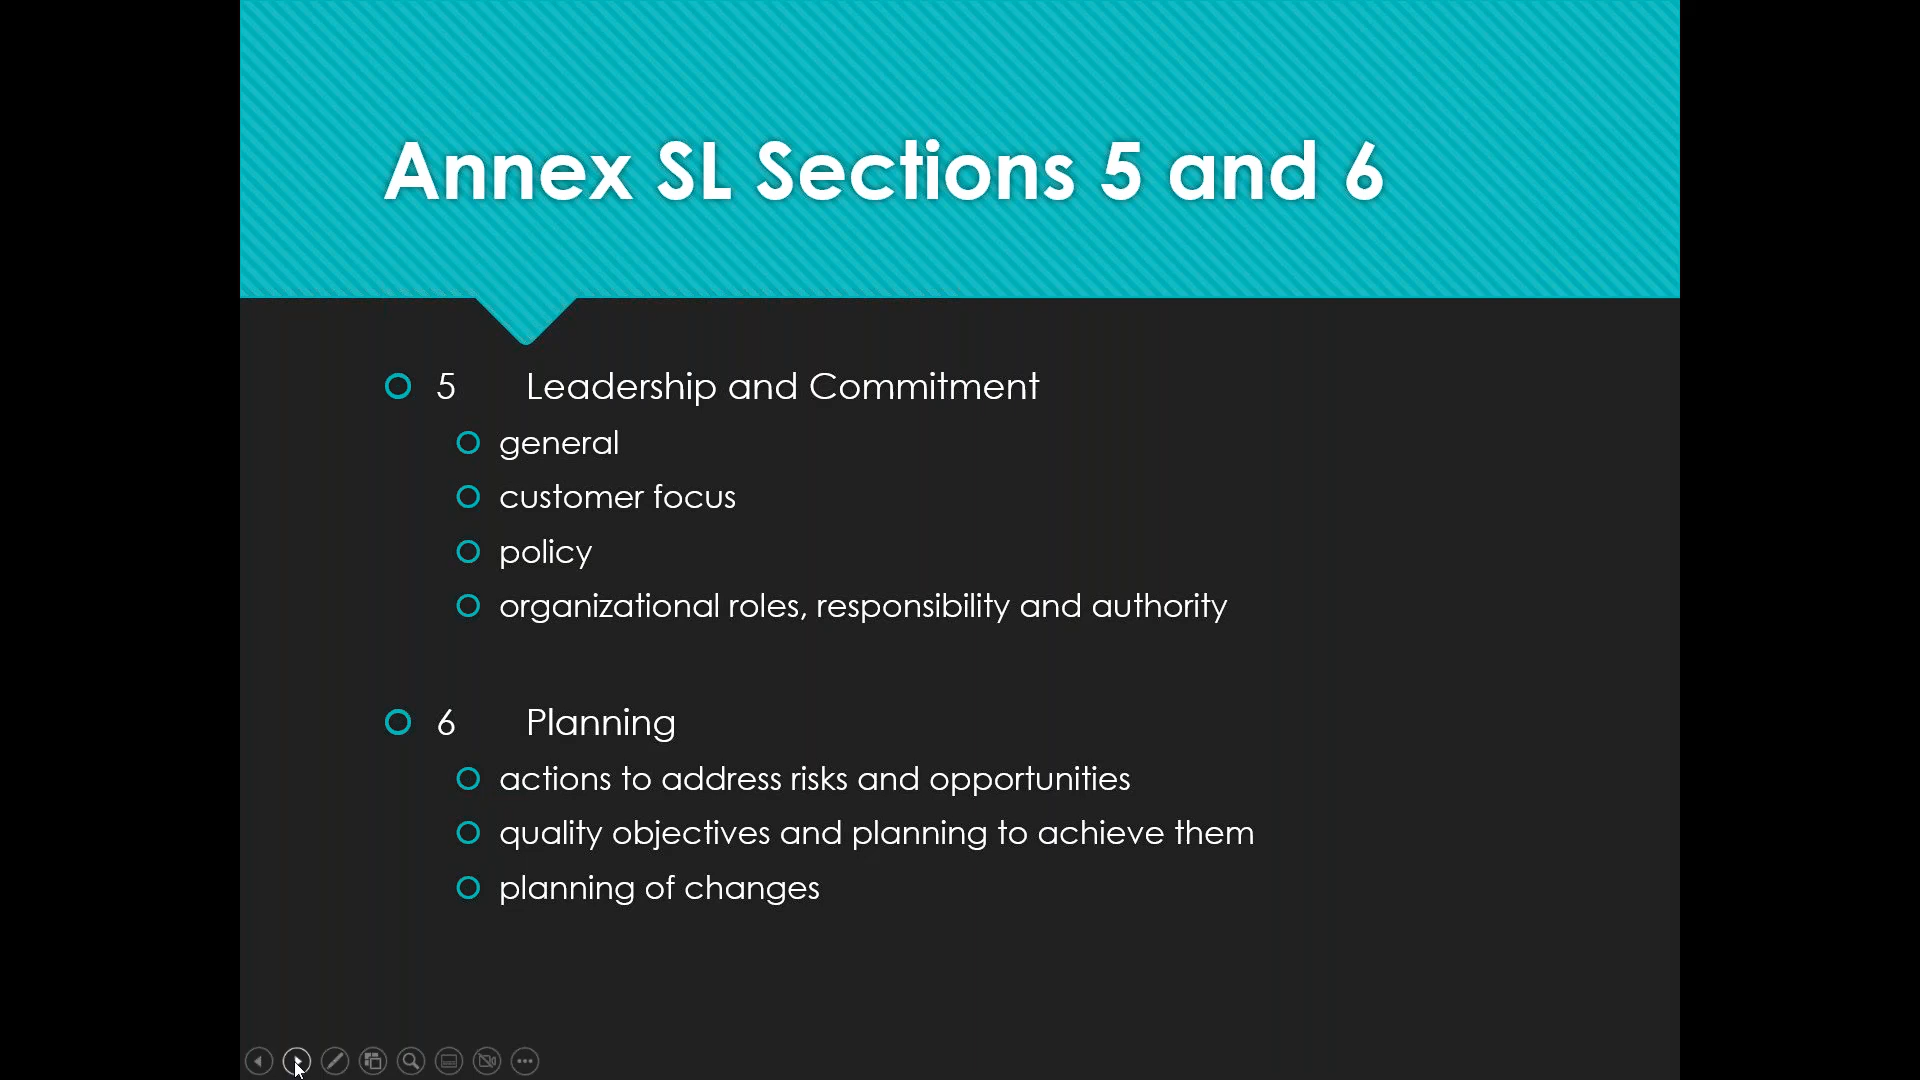 Annex SL Sections 5 and 6
5 Leadership and Commitment
general
customer focus
policy
organizational roles, responsibility and authority
6 Planning
actions to address risks and opportunities
quality objectives and planning to achieve them
planning of changes